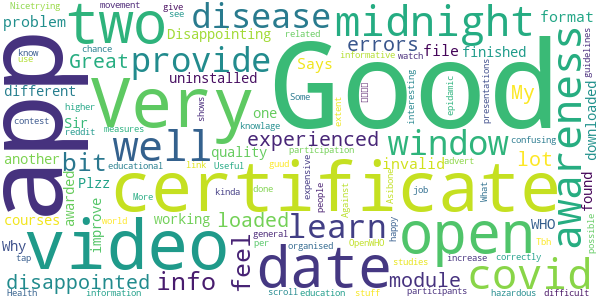 Nicetrying movement give
problem see
two
disease
Disappointing
chance related
midnight
format
know
use
app
Great
provide
errors
Says
file
informative watch
finished
Some
different
uninstalled
My
guidelines
higher shows
interesting
epidemic
presentations
contest
Sir
Very
Good
reddit measures
one
knowlage
extent
downloaded
confusing
awareness
another
bit
Plzz
well
experienced
window
lot
quality
participation
invalid
advert
educational
link Useful guud
awarded
kinda done
expensive
people
Against
Asibone
job
What
found
courses
improve
More
certificate
Why
working
loaded
learn
open
WHO
possible
world
general
happy
tap
video
feel
per
organised
OpenWHO
increase
correctly
Tbh
disappointed
info
date
module
studies
participants
covid
Health
information
scroll education
stuff
hazardous difficult